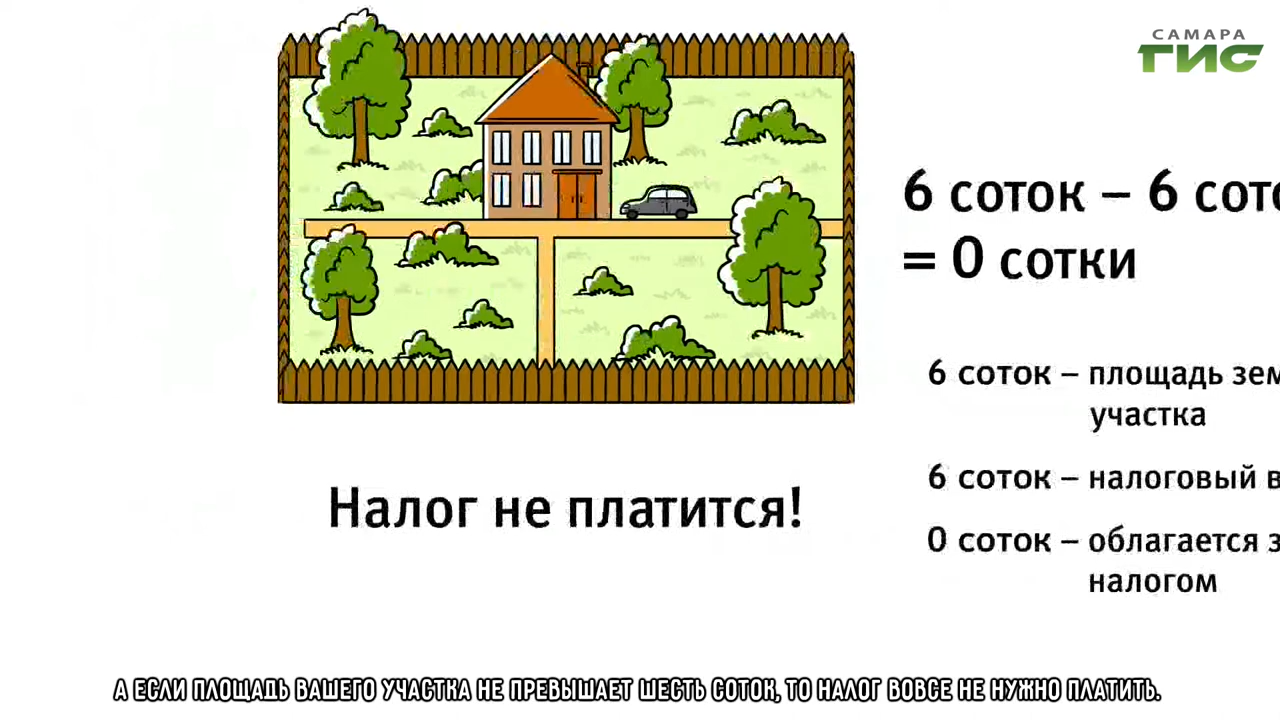 САМАРА
ГИС
6 соток – 6 сото
= 0 сотки
6 соток – площадь зем
участка
6 соток – налоговый в
0 соток – облагается з
налогом
Налог не платится!
А ЕСЛИ ПЛОЩАДЬ ВАШЕГО УЧАСТКА НЕ ПРЕВЫШАЕТ ШЕСТЬ СОТОК, ТО НАЛОГ ВОВСЕ НЕ НУЖНО ПЛАТИТЬ.